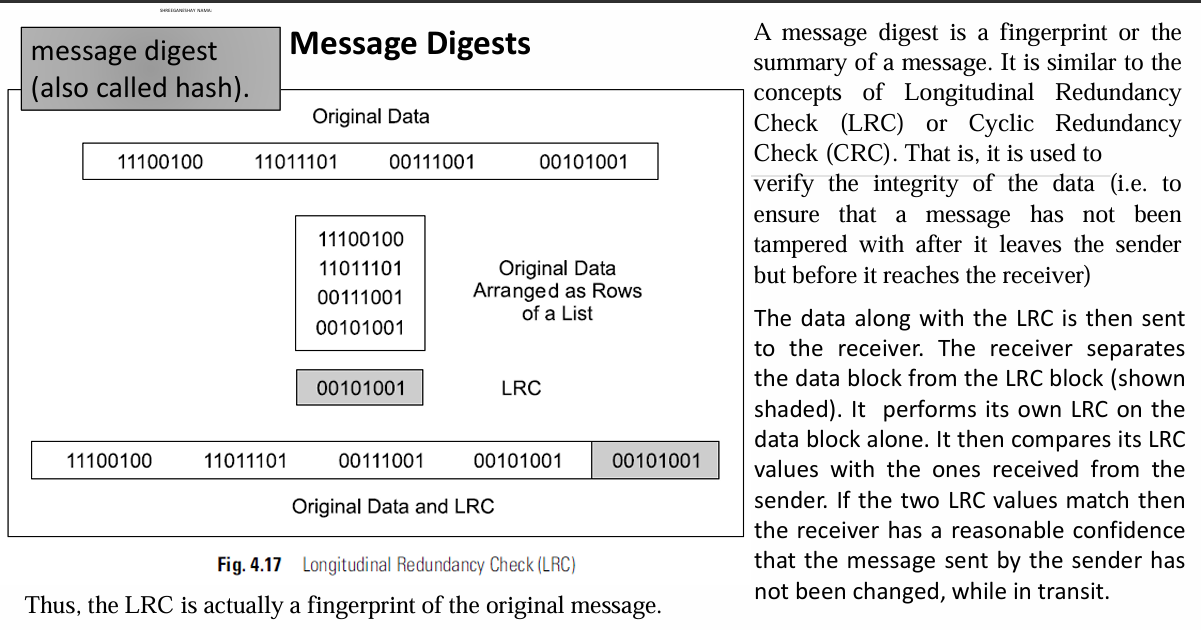 SHREEGANESHAY NAMA:
message digest
(also called hash).
Message Digests
Original Data
11100100 11011101 00111001 00101001
11100100
11011101
00111001
00101001
Original Data
Arranged as Rows
of a List
00101001 LRC
11100100 11011101 00111001 00101001 00101001
Original Data and LRC
Fig. 4.17 Longitudinal Redundancy Check (LRC)
Thus, the LRC is actually a fingerprint of the original message.
A message digest is a fingerprint or the
summary of a message. It is similar to the
concepts of Longitudinal Redundancy
Check (LRC) or Cyclic Redundancy
Check (CRC). That is, it is used to
verify the integrity of the data (i.e. to
ensure that a message has not been
tampered with after it leaves the sender
but before it reaches the receiver)
The data along with the LRC is then sent
to the receiver. The receiver separates
the data block from the LRC block (shown
shaded). It performs its own LRC on the
data block alone. It then compares its LRC
values with the ones received from the
sender. If the two LRC values match then
the receiver has a reasonable confidence
that the message sent by the sender has
not been changed, while in transit.